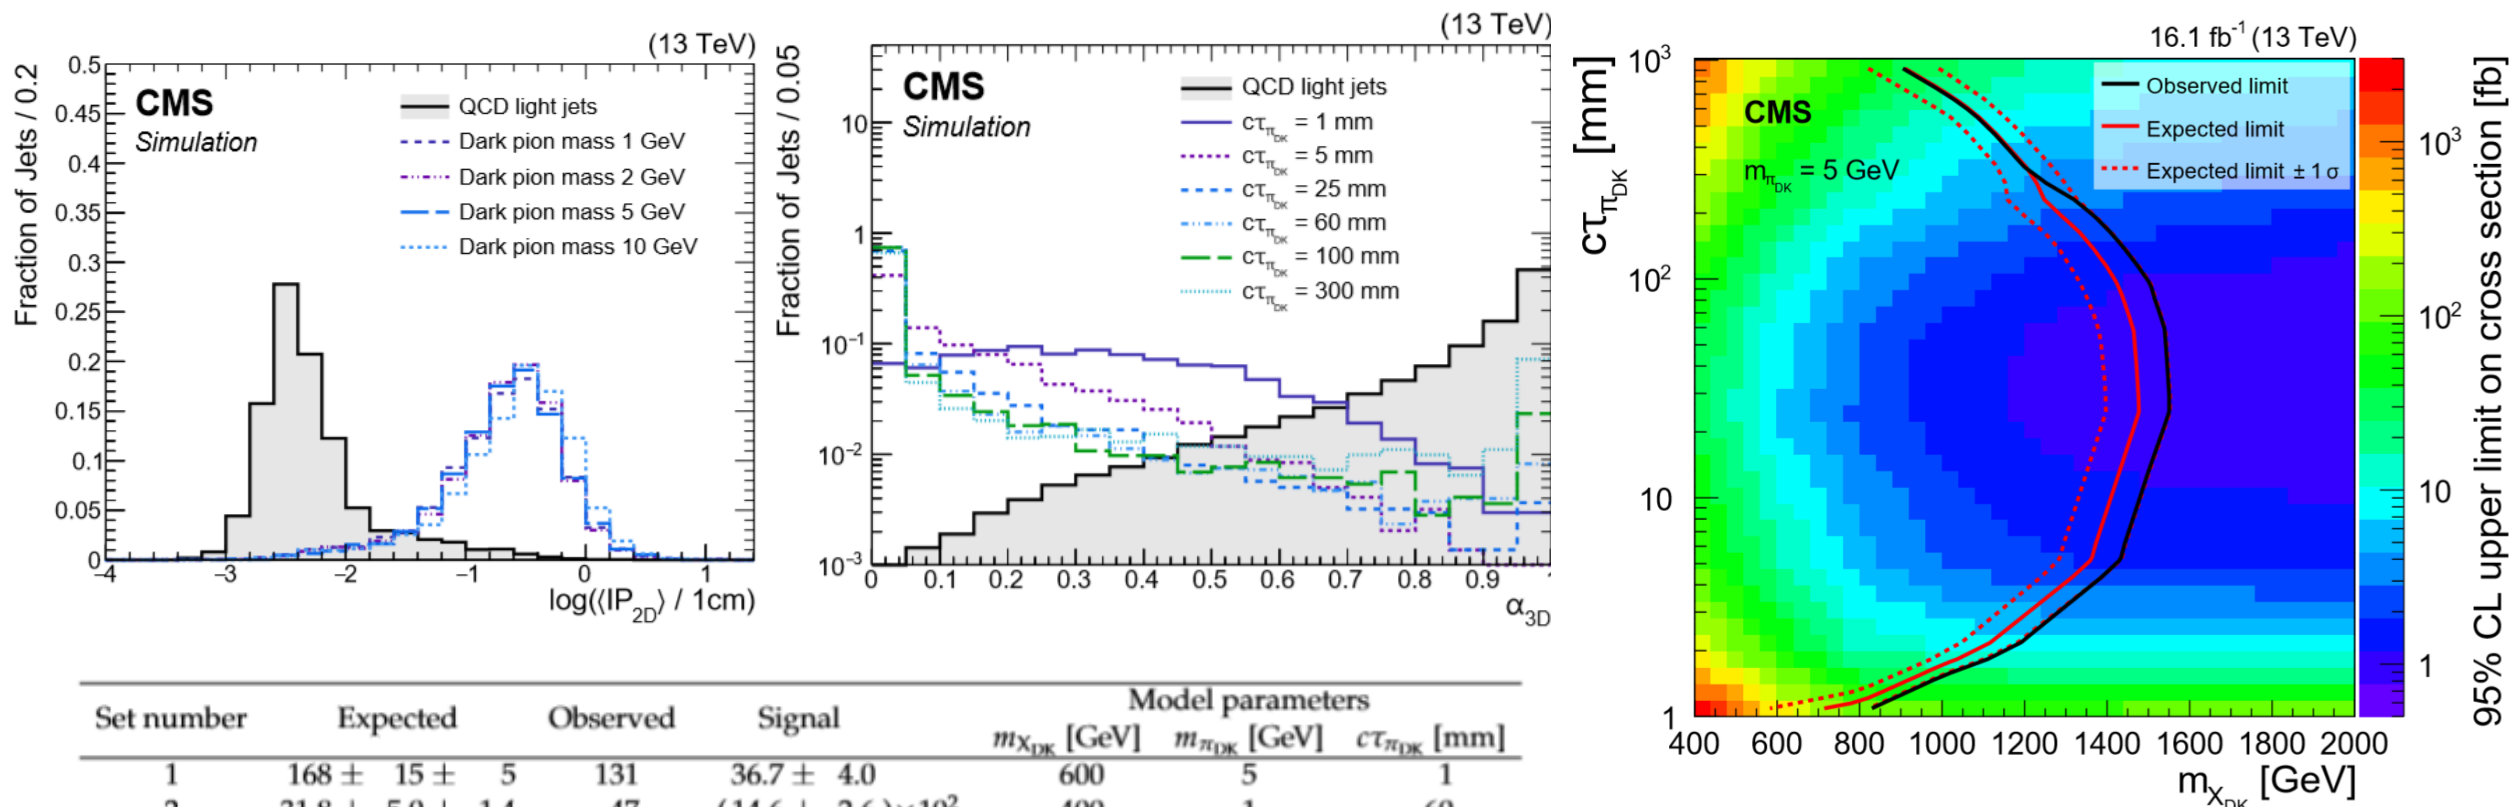 (13 TeV)
CMS
Simulation
QCD light jets
Dark pion mass 1 GeV
Dark pion mass 2 GeV
Dark pion mass 5 GeV
Dark pion mass 10 GeV
Fraction of Jets / 0.2
0.5
0.45
0.4
0.35
0.3
0.25
0.2
0.15
0.1
0.05
0
−4 −3 −2 −1 0 1
log(⟨IP2D⟩ / 1cm)
(13 TeV)
CMS
Simulation
QCD light jets
cτπDK = 1 mm
cτπDK = 5 mm
cτπDK = 25 mm
cτπDK = 60 mm
cτπDK = 100 mm
cτπDK = 300 mm
Fraction of Jets / 0.05
10
1
10⁻¹
10⁻²
10⁻³
0 0.1 0.2 0.3 0.4 0.5 0.6 0.7 0.8 0.9
α3D
16.1 fb⁻¹ (13 TeV)
CMS
mπDK = 5 GeV
Observed limit
Expected limit
Expected limit ± 1 σ
cτπDK [mm]
10³
10²
10
1
400 600 800 1000 1200 1400 1600 1800 2000
mXDK [GeV]
10³
10²
10
1
95% CL upper limit on cross section [fb]
Model parameters
Set number Expected Observed Signal mXDK [GeV] mπDK [GeV] cτπDK [mm]
1 168 ± 15 ± 5 131 36.7 ± 4.0 600 5 1